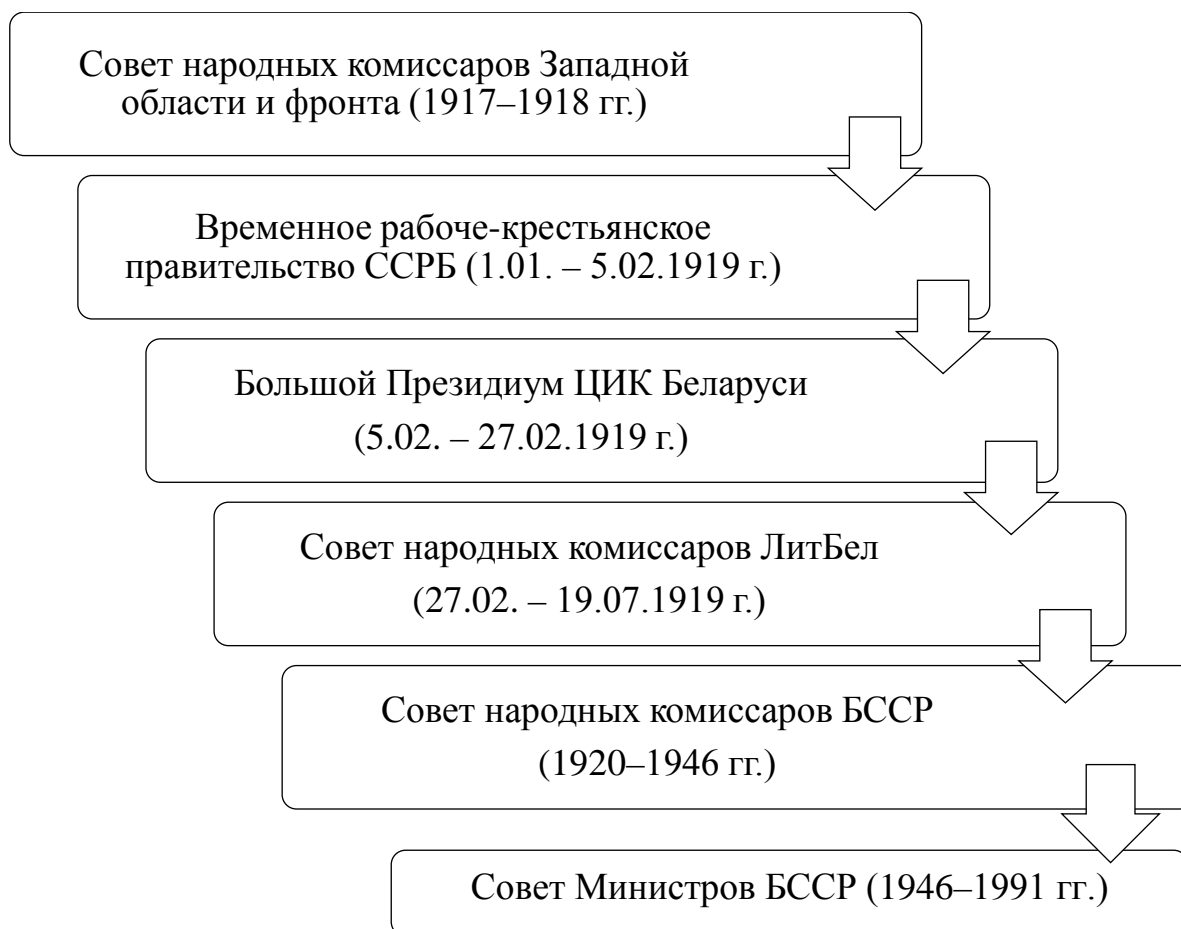 Совет народных комиссаров Западной
области и фронта (1917–1918 гг.)
Временное рабоче-крестьянское
правительство ССРБ (1.01. – 5.02.1919 г.)
Большой Президиум ЦИК Беларуси
(5.02. – 27.02.1919 г.)
Совет народных комиссаров ЛитБел
(27.02. – 19.07.1919 г.)
Совет народных комиссаров БССР
(1920–1946 гг.)
Совет Министров БССР (1946–1991 гг.)